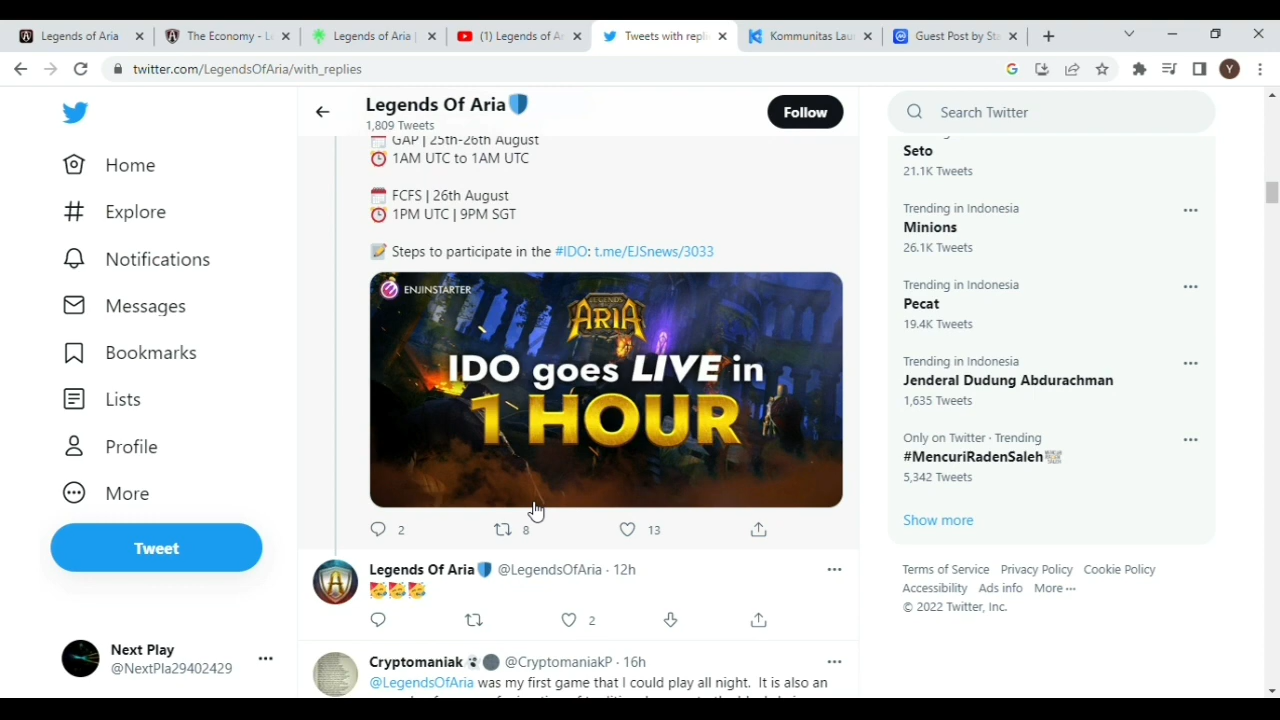 Legends of Aria
The Economy - L
Legends of Aria |
(1) Legends of A
Tweets with repli
Kommunitas Lau
Guest Post by Sta
twitter.com/LegendsOfAria/with_replies
Y
Home
Explore
Notifications
Messages
Bookmarks
Lists
Profile
More
Tweet
Next Play
@NextPla29402429
Legends Of Aria
1,809 Tweets
Follow
GAP | 25th-26th August
1AM UTC to 1AM UTC
FCFS | 26th August
1PM UTC | 9PM SGT
Steps to participate in the #IDO: t.me/EJSnews/3033
ENJINSTARTER
LEGENDS OF
ARIA
IDO goes LIVE in
1 HOUR
2
8
13
Legends Of Aria @LegendsOfAria · 12h
2
Cryptomaniak @CryptomaniakP · 16h
@LegendsOfAria was my first game that I could play all night. It is also an
Search Twitter
Seto
21.1K Tweets
Trending in Indonesia
Minions
26.1K Tweets
Trending in Indonesia
Pecat
19.4K Tweets
Trending in Indonesia
Jenderal Dudung Abdurachman
1,635 Tweets
Only on Twitter · Trending
#MencuriRadenSaleh
5,342 Tweets
Show more
Terms of Service Privacy Policy Cookie Policy
Accessibility Ads info More ···
© 2022 Twitter, Inc.